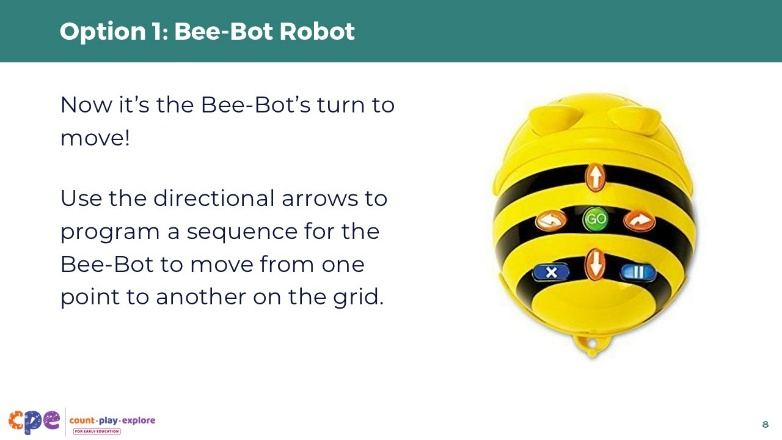 Option 1: Bee-Bot Robot
Now it’s the Bee-Bot’s turn to
move!
Use the directional arrows to
program a sequence for the
Bee-Bot to move from one
point to another on the grid.
GO
cpe
count·play·explore
FOR EARLY EDUCATION
8